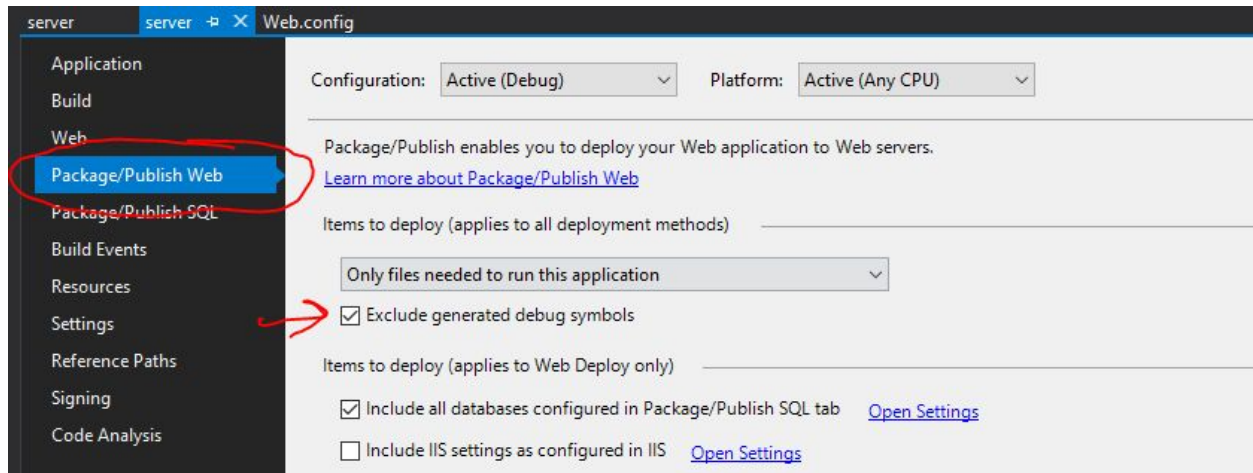 server server Web.config
Application
Build
Web
Package/Publish Web
Package/Publish SQL
Build Events
Resources
Settings
Reference Paths
Signing
Code Analysis
Configuration: Active (Debug) Platform: Active (Any CPU)
Package/Publish enables you to deploy your Web application to Web servers.
Learn more about Package/Publish Web
Items to deploy (applies to all deployment methods)
Only files needed to run this application
Exclude generated debug symbols
Items to deploy (applies to Web Deploy only)
Include all databases configured in Package/Publish SQL tab Open Settings
Include IIS settings as configured in IIS Open Settings